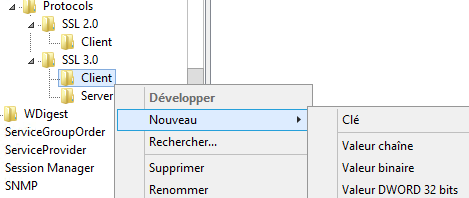 Protocols
SSL 2.0
Client
SSL 3.0
Client
Server
WDigest
ServiceGroupOrder
ServiceProvider
Session Manager
SNMP
Développer
Nouveau
Rechercher...
Supprimer
Renommer
Clé
Valeur chaîne
Valeur binaire
Valeur DWORD 32 bits